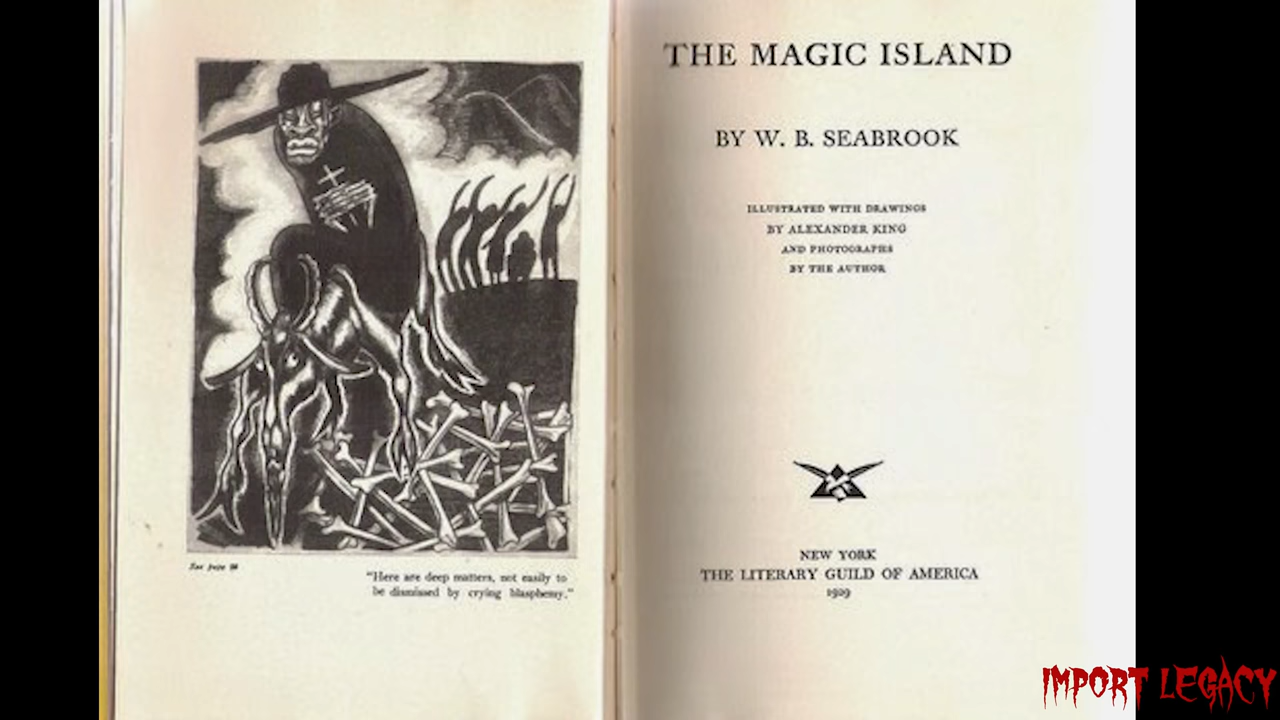 See page
"Here are deep matters, not easily to
be dismissed by crying blasphemy."
THE MAGIC ISLAND
BY W. B. SEABROOK
ILLUSTRATED WITH DRAWINGS
BY ALEXANDER KING
AND PHOTOGRAPHS
BY THE AUTHOR
NEW YORK
THE LITERARY GUILD OF AMERICA
1929
IMPORT LEGACY